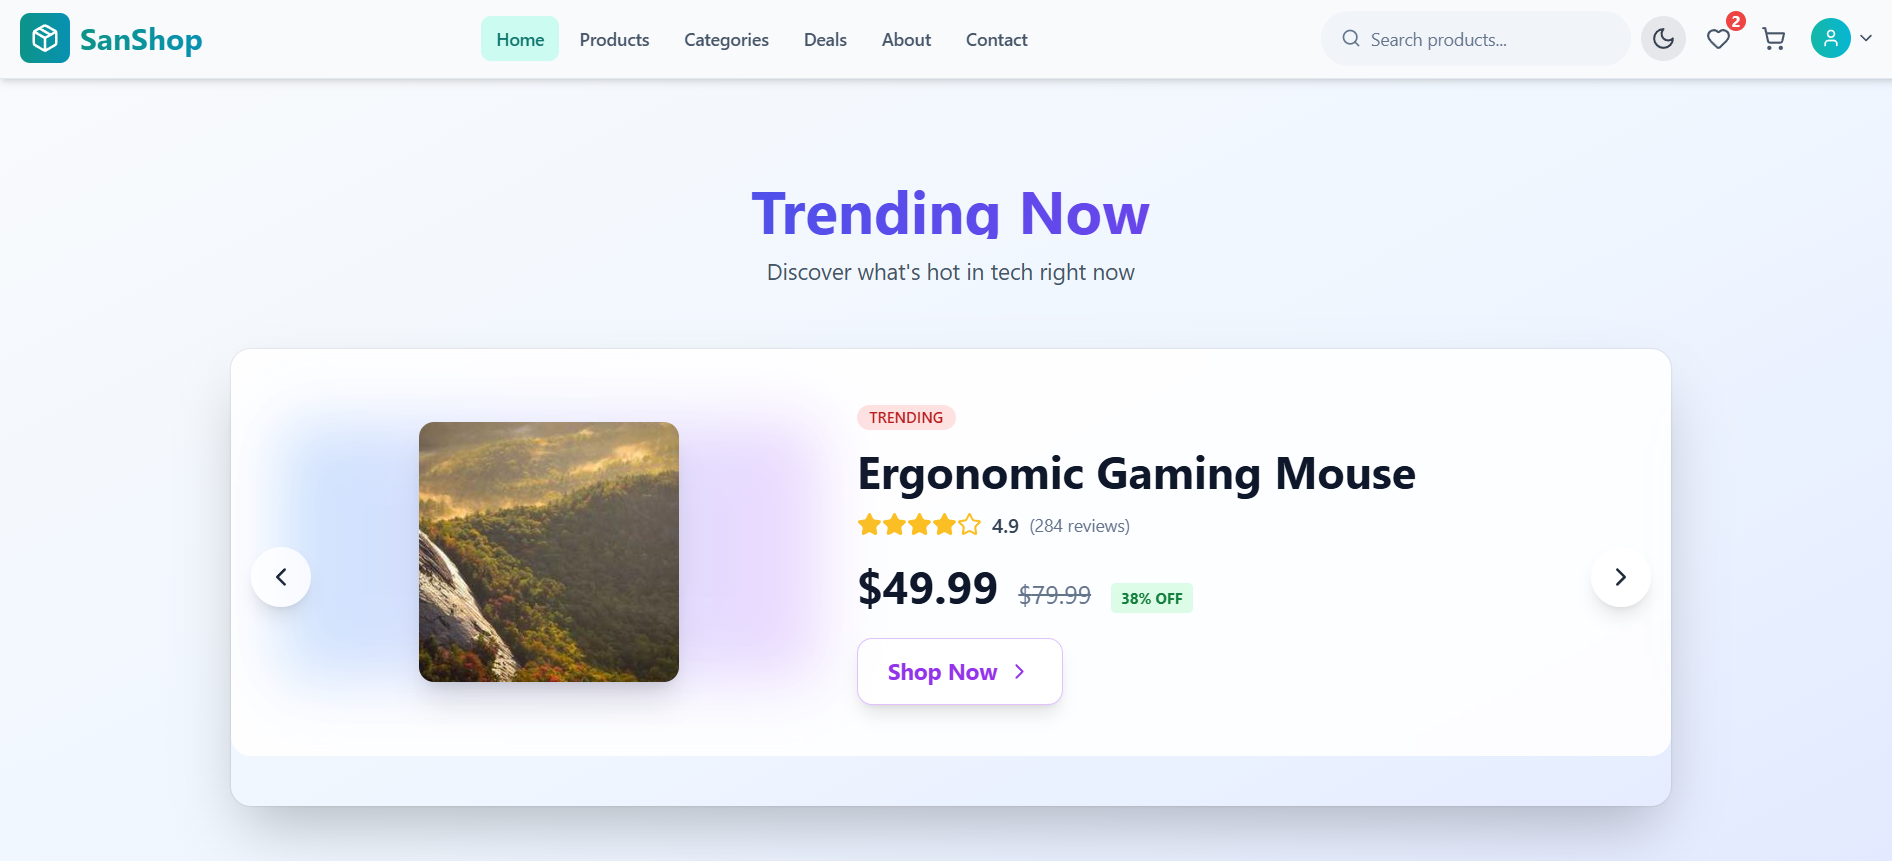 SanShop
Home Products Categories Deals About Contact
Search products...
2
Trending Now
Discover what's hot in tech right now
TRENDING
Ergonomic Gaming Mouse
4.9 (284 reviews)
$49.99 $79.99 38% OFF
Shop Now